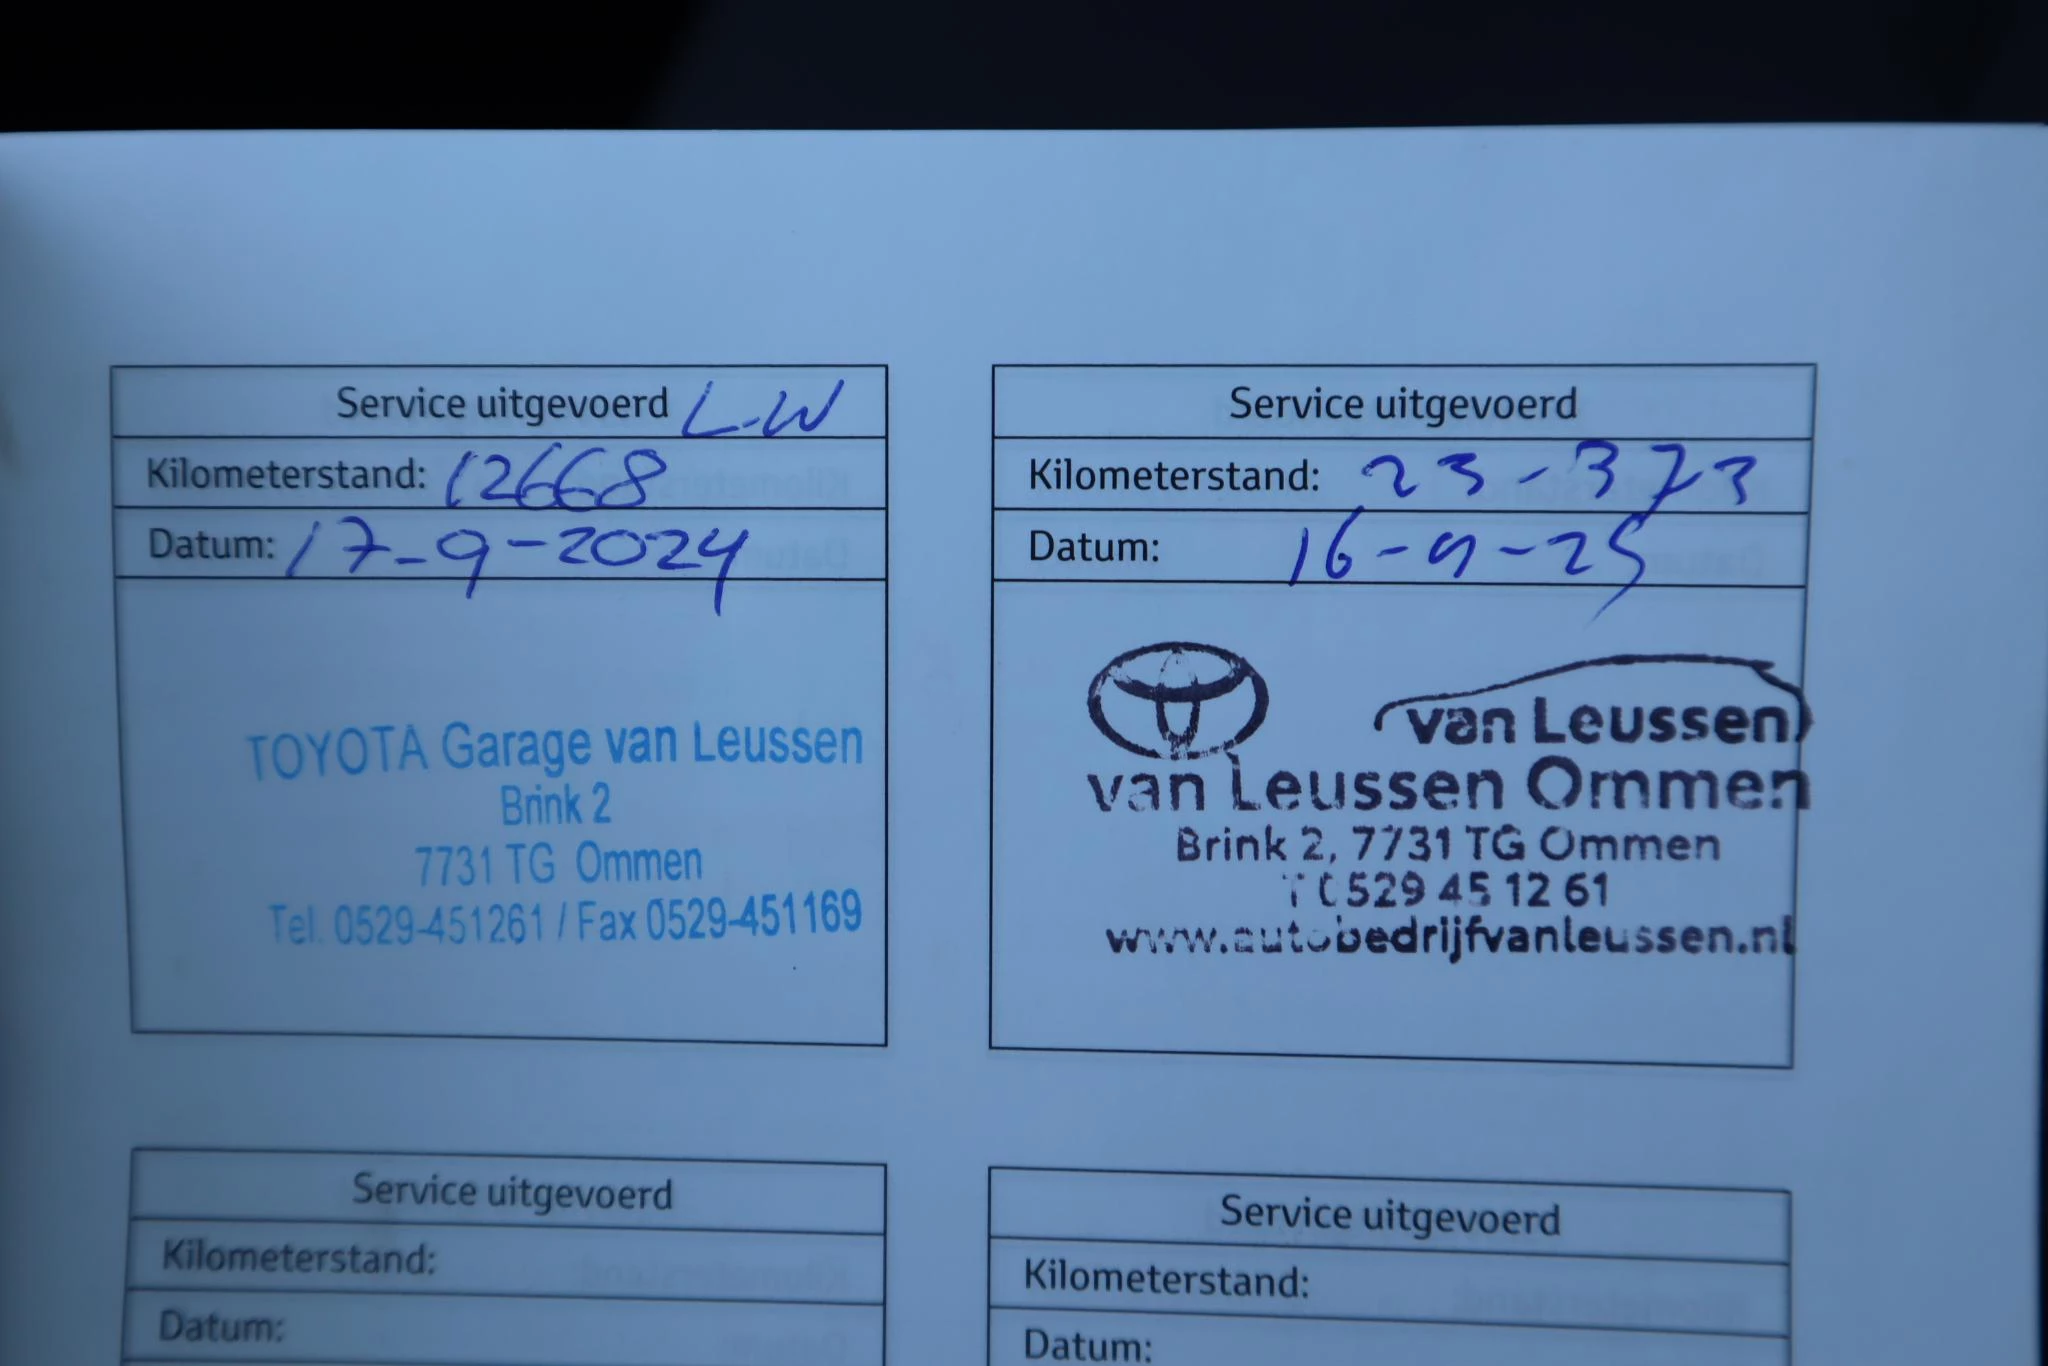 Service uitgevoerd L-W
Kilometerstand: 12668
Datum: 17-9-2024
TOYOTA Garage van Leussen
Brink 2
7731 TG Ommen
Tel. 0529-451261 / Fax 0529-451169
Service uitgevoerd
Kilometerstand: 23-373
Datum: 16-9-25
van Leussen
van Leussen Ommen
Brink 2, 7731 TG Ommen
T 0529 45 12 61
www.autobedrijfvanleussen.nl
Service uitgevoerd
Kilometerstand:
Datum:
Service uitgevoerd
Kilometerstand:
Datum: